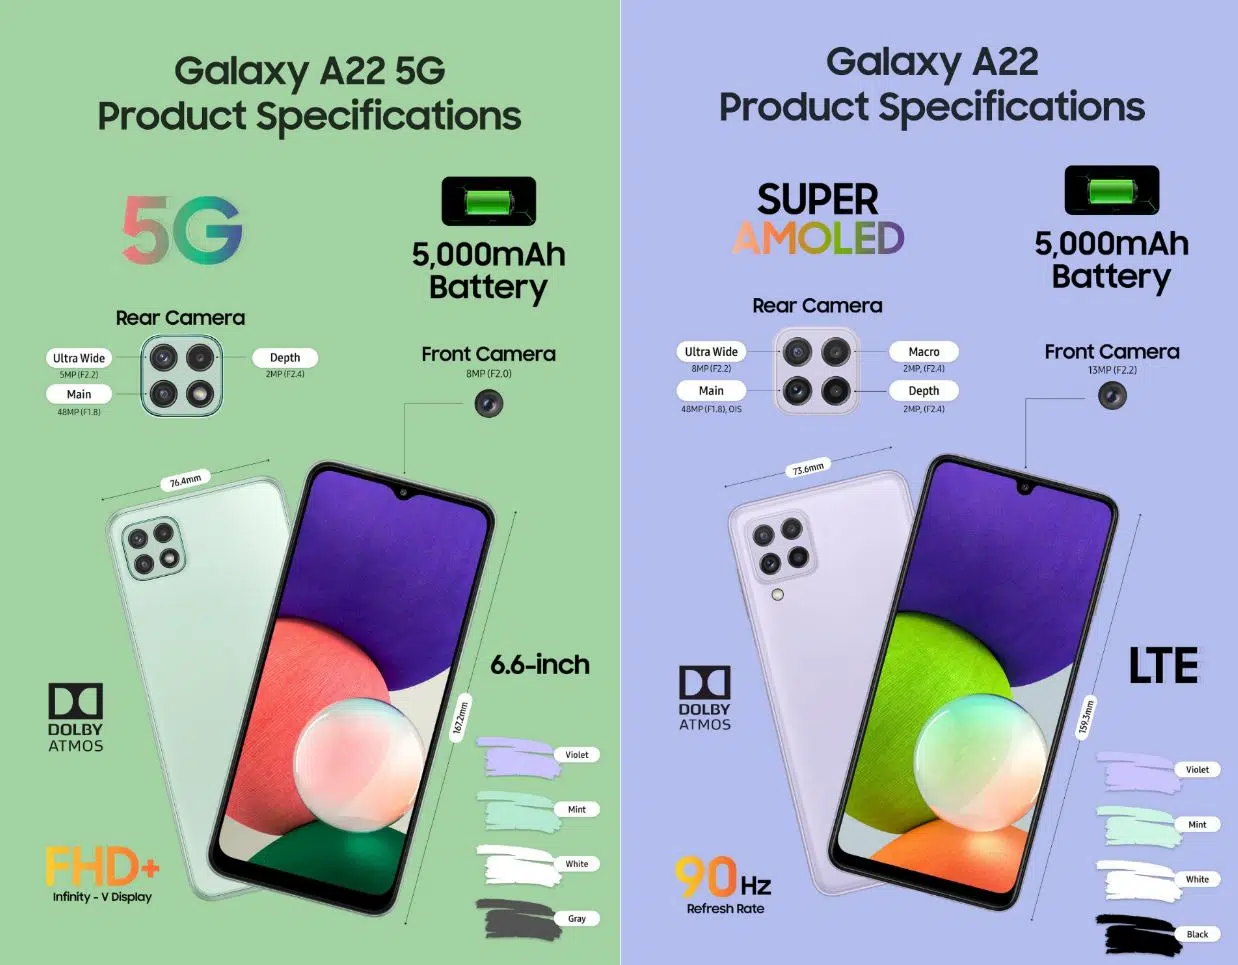 Galaxy A22 5G
Product Specifications
5G
5,000mAh
Battery
Rear Camera
Ultra Wide
5MP (F2.2)
Main
48MP (F1.8)
Depth
2MP (F2.4)
Front Camera
8MP (F2.0)
76.4mm
167.2mm
6.6-inch
DOLBY
ATMOS
Violet
Mint
White
Gray
FHD+
Infinity - V Display
Galaxy A22
Product Specifications
SUPER
AMOLED
5,000mAh
Battery
Rear Camera
Ultra Wide
8MP (F2.2)
Main
48MP (F1.8), OIS
Macro
2MP, (F2.4)
Depth
2MP, (F2.4)
Front Camera
13MP (F2.2)
73.6mm
159.3mm
LTE
DOLBY
ATMOS
Violet
Mint
White
Black
90Hz
Refresh Rate